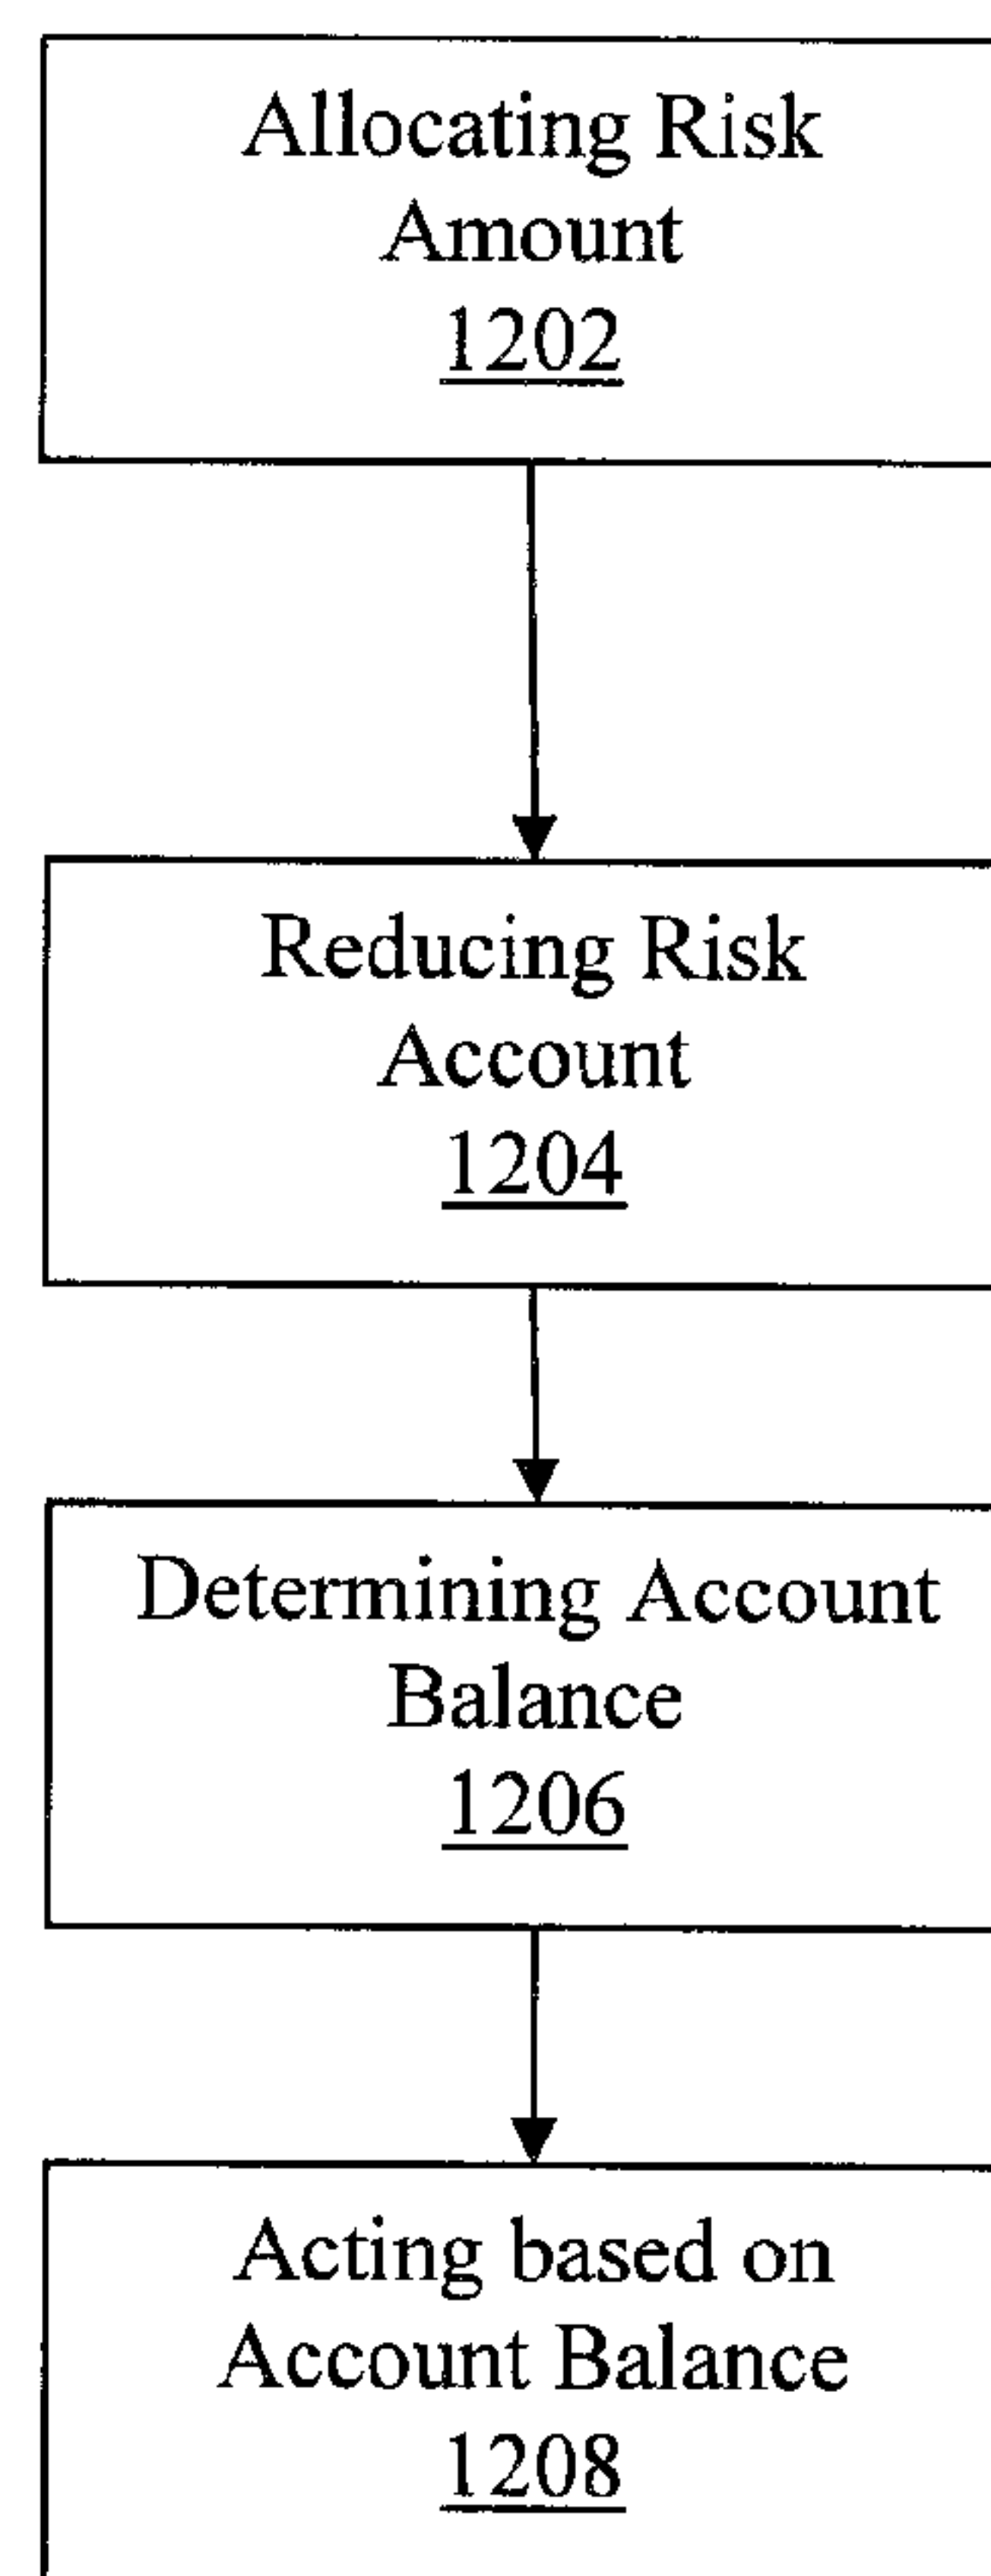 Allocating Risk
Amount
1202
Reducing Risk
Account
1204
Determining Account
Balance
1206
Acting based on
Account Balance
1208